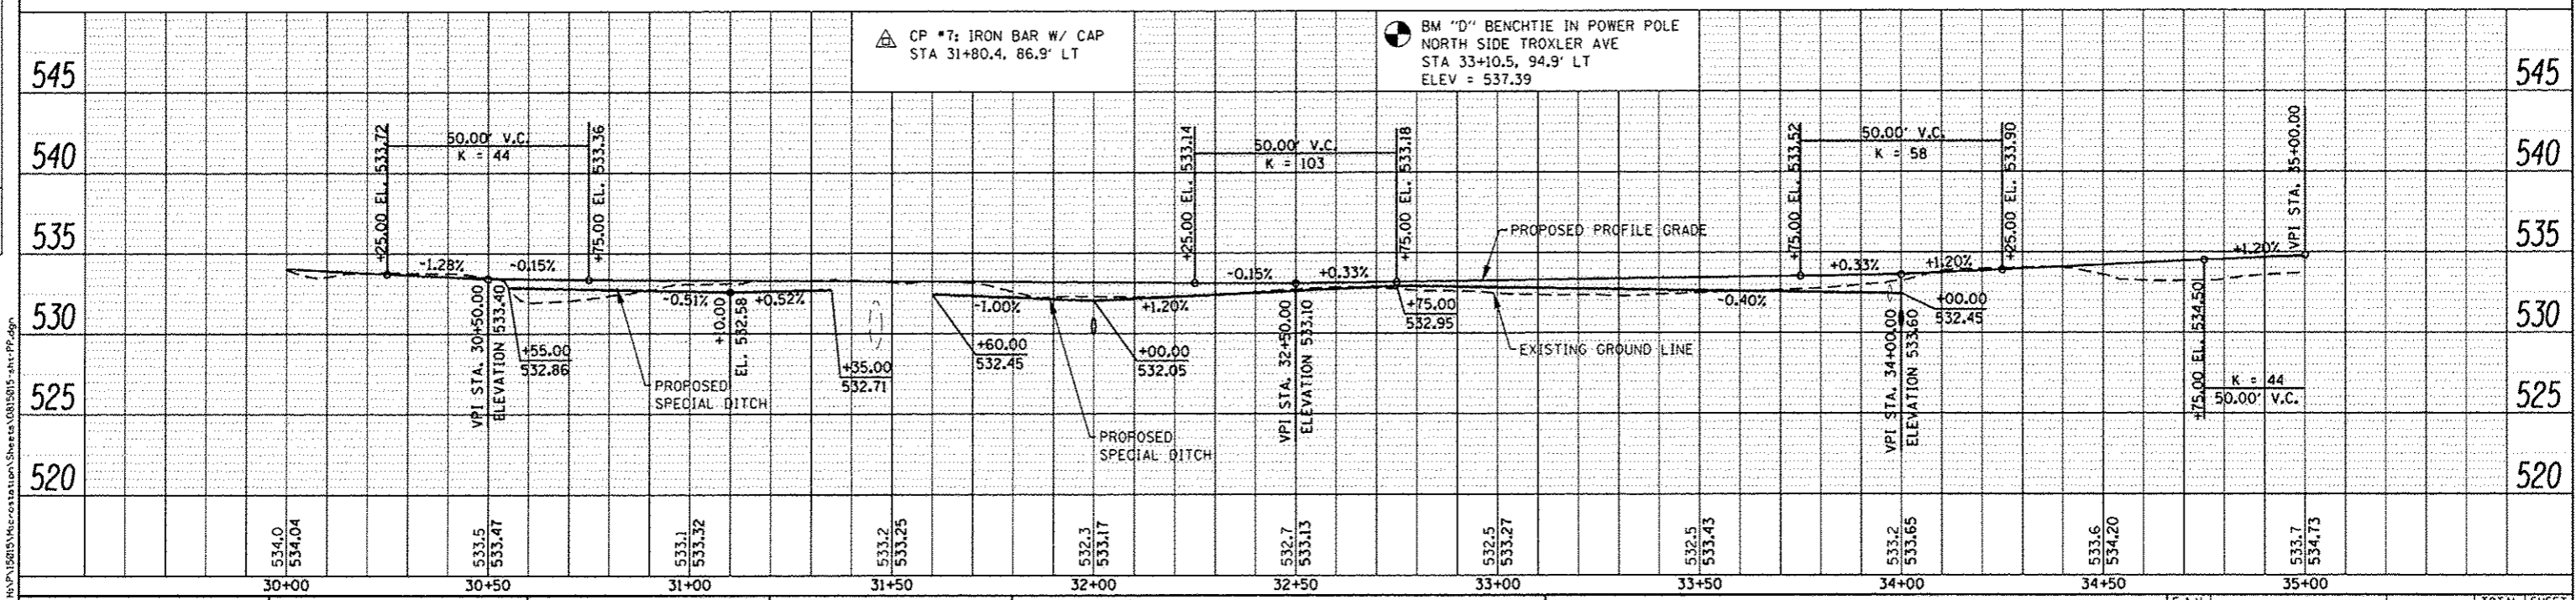 CP #7: IRON BAR W/ CAP
STA 31+80.4, 86.9' LT
BM "D" BENCHTIE IN POWER POLE
NORTH SIDE TROXLER AVE
STA 33+10.5, 94.9' LT
ELEV = 537.39
545
545
540
540
535
535
530
530
525
525
520
520
+25.00 EL. 533.72
50.00' V.C.
K = 44
+75.00 EL. 533.36
+25.00 EL. 533.14
50.00' V.C.
K = 103
+75.00 EL. 533.18
+75.00 EL. 533.52
50.00' V.C.
K = 58
+25.00 EL. 533.90
VPI STA. 35+00.00
PROPOSED PROFILE GRADE
-1.28%
-0.15%
-0.15%
+0.33%
+0.33%
+1.20%
+1.20%
-0.51%
+0.52%
-1.00%
+1.20%
-0.40%
VPI STA. 30+50.00
ELEVATION 533.40
+55.00
532.86
PROPOSED
SPECIAL DITCH
+10.00
EL. 532.58
+35.00
532.71
+60.00
532.45
+00.00
532.05
PROPOSED
SPECIAL DITCH
VPI STA. 32+50.00
ELEVATION 533.10
+75.00
532.95
EXISTING GROUND LINE
VPI STA. 34+00.00
ELEVATION 533.60
+00.00
532.45
+75.00 EL. 534.50
K = 44
50.00' V.C.
534.0
534.04
533.5
533.47
533.1
533.32
533.2
533.25
532.3
533.17
532.7
533.13
532.5
533.27
532.5
533.43
533.2
533.65
533.6
534.20
533.7
534.73
30+00
30+50
31+00
31+50
32+00
32+50
33+00
33+50
34+00
34+50
35+00
TOTAL
SHEET